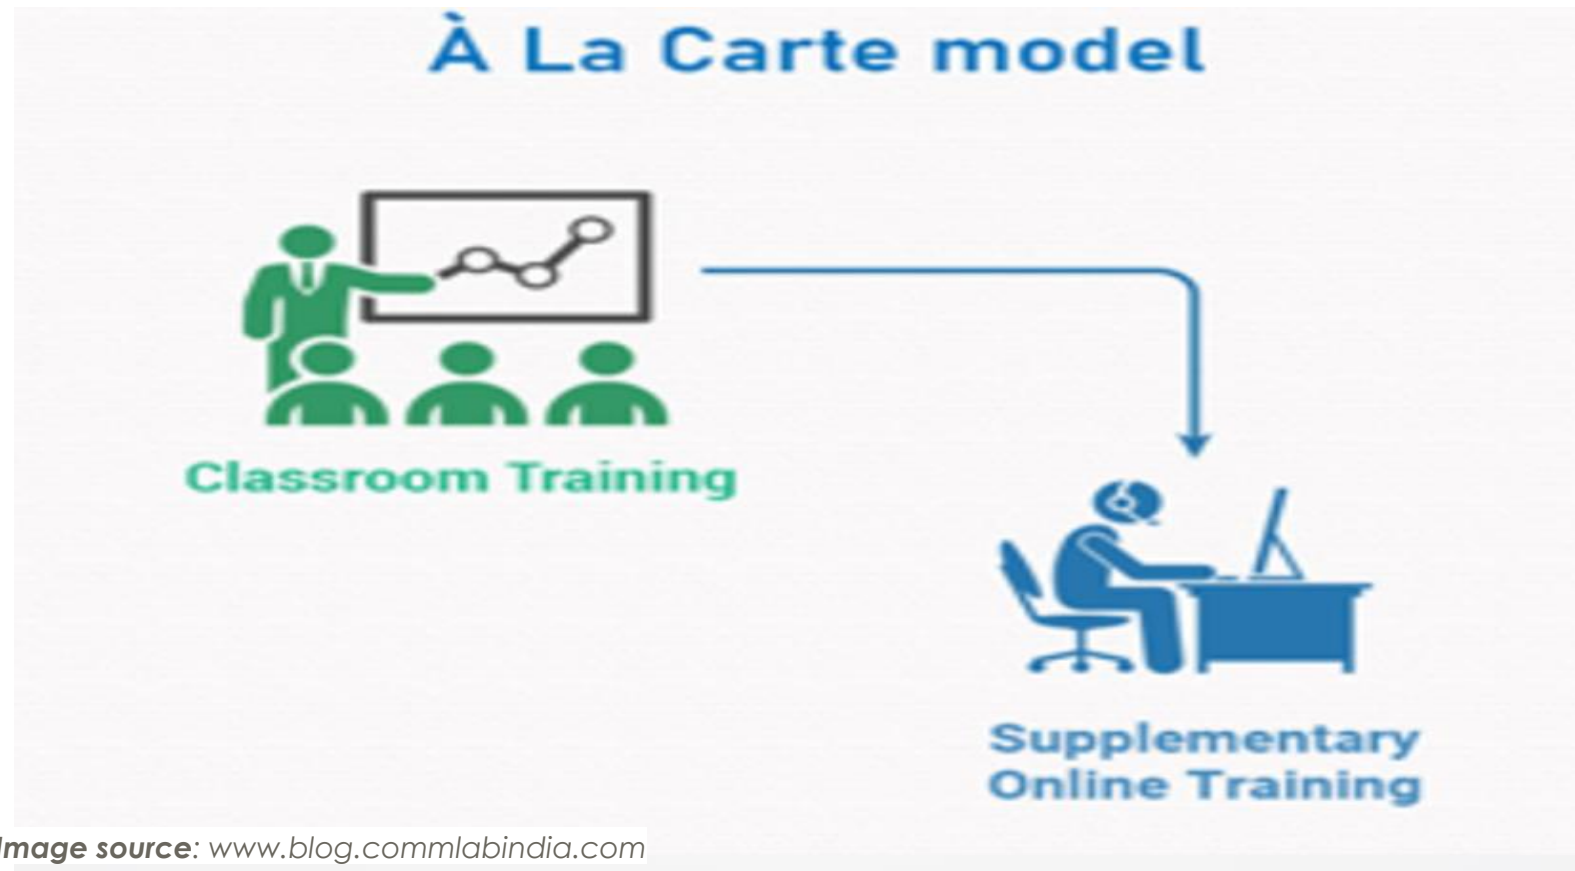 À La Carte model
Classroom Training
Supplementary
Online Training
Image source: www.blog.commlabindia.com